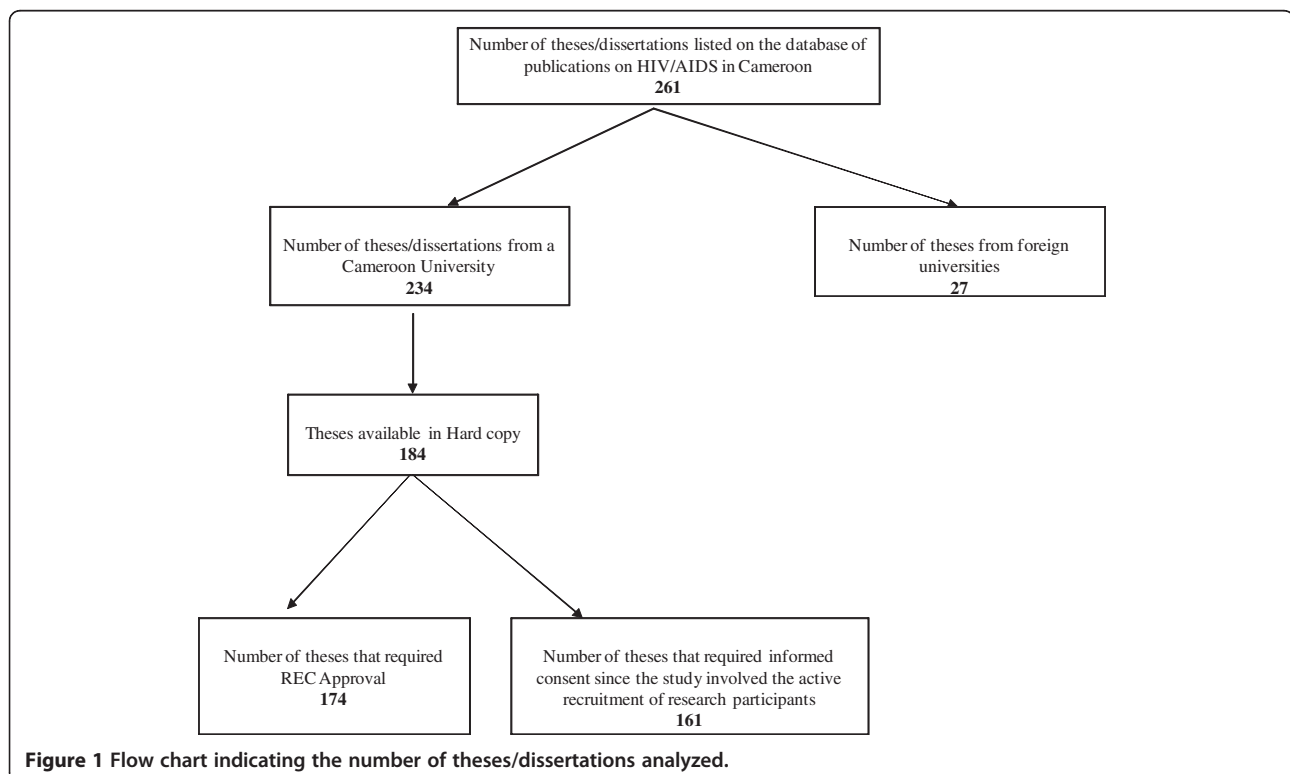 Number of theses/dissertations listed on the database of
publications on HIV/AIDS in Cameroon
261
Number of theses/dissertations from a
Cameroon University
234
Number of theses from foreign
universities
27
Theses available in Hard copy
184
Number of theses that required
REC Approval
174
Number of theses that required informed
consent since the study involved the active
recruitment of research participants
161
Figure 1 Flow chart indicating the number of theses/dissertations analyzed.